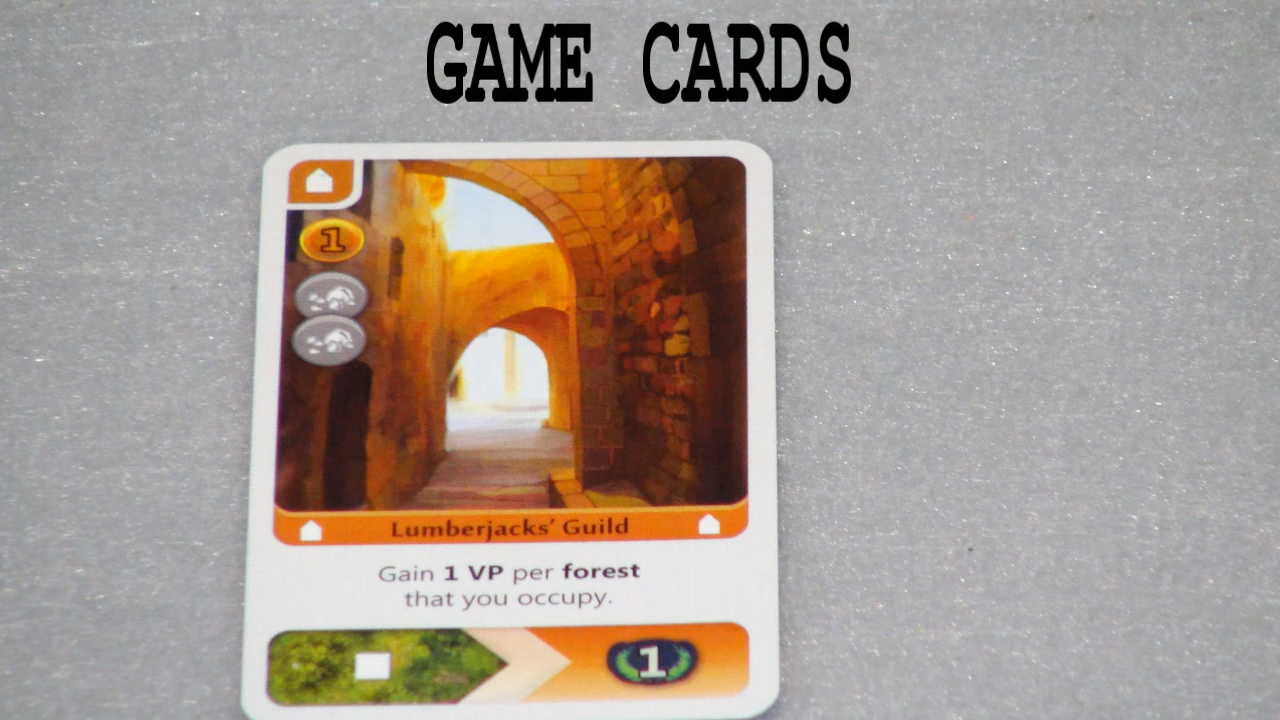 GAME CARDS
1
Lumberjacks' Guild
Gain 1 VP per forest
that you occupy.
1